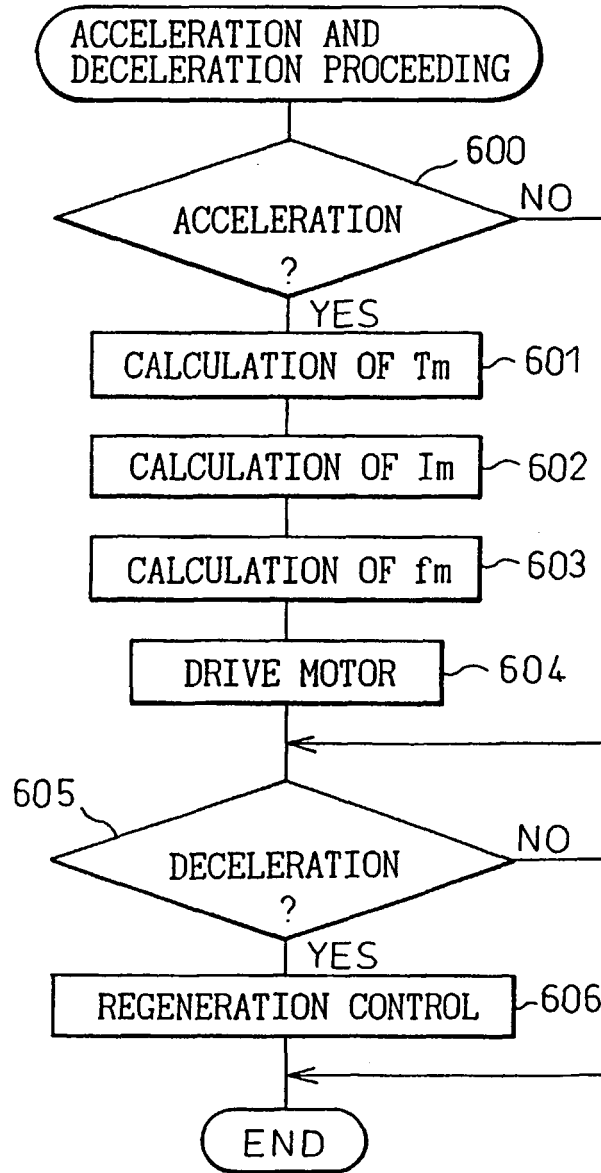 ACCELERATION AND
DECELERATION PROCEEDING
600
ACCELERATION
?
NO
YES
CALCULATION OF Tm
601
CALCULATION OF Im
602
CALCULATION OF fm
603
DRIVE MOTOR
604
605
DECELERATION
?
NO
YES
REGENERATION CONTROL
606
END